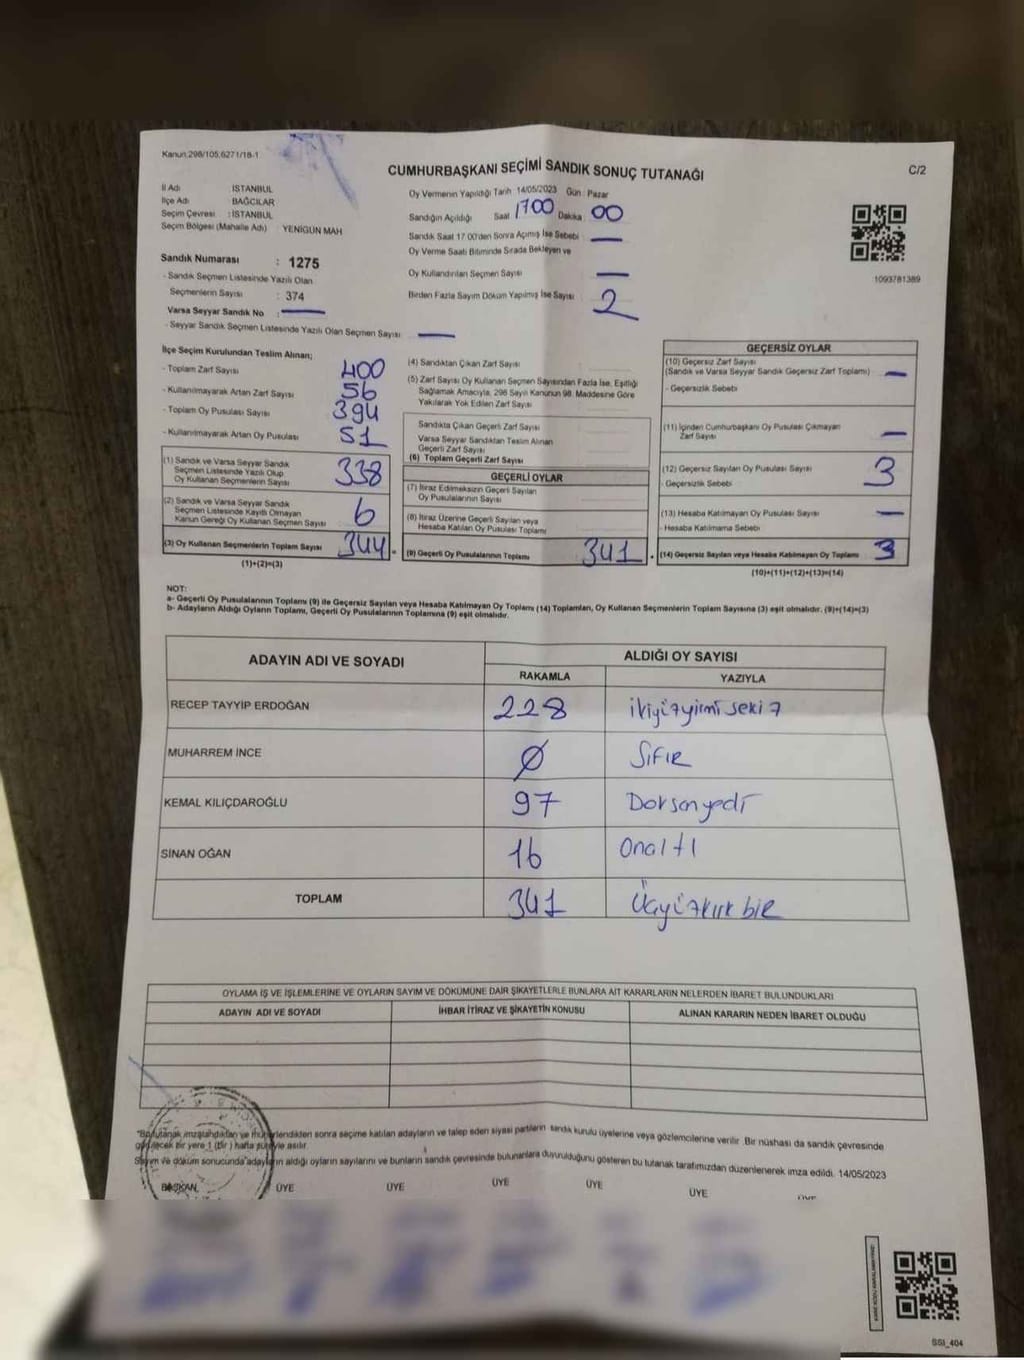 Kanun;298/105;6271/18-1
CUMHURBAŞKANI SEÇİMİ SANDIK SONUÇ TUTANAĞI
C/2
İl Adı İSTANBUL
İlçe Adı BAĞCILAR
Seçim Çevresi : İSTANBUL
Seçim Bölgesi (Mahalle Adı) YENİGÜN MAH
Oy Vermenin Yapıldığı Tarih 14/05/2023 Gün: Pazar
Sandığın Açıldığı Saat 1700 Dakika: 00
Sandık Saat 17:00'den Sonra Açılmış İse Sebebi —
Oy Verme Saati Bitiminde Sırada Bekleyen ve
Oy Kullandırılan Seçmen Sayısı —
Birden Fazla Sayım Döküm Yapılmış İse Sayısı 2
1093781389
Sandık Numarası : 1275
- Sandık Seçmen Listesinde Yazılı Olan
Seçmenlerin Sayısı : 374
Varsa Seyyar Sandık No : —
- Seyyar Sandık Seçmen Listesinde Yazılı Olan Seçmen Sayısı: —
İlçe Seçim Kurulundan Teslim Alınan;
- Toplam Zarf Sayısı 400
- Kullanılmayarak Artan Zarf Sayısı 56
- Toplam Oy Pusulası Sayısı 394
- Kullanılmayarak Artan Oy Pusulası 51
(1) Sandık ve Varsa Seyyar Sandık
Seçmen Listesinde Yazılı Olup
Oy Kullanan Seçmenlerin Sayısı 338
(2) Sandık ve Varsa Seyyar Sandık
Seçmen Listesinde Kayıtlı Olmayan
Kanun Gereği Oy Kullanan Seçmen Sayısı 6
(3) Oy Kullanan Seçmenlerin Toplam Sayısı 344
(1)+(2)=(3)
(4) Sandıktan Çıkan Zarf Sayısı
(5) Zarf Sayısı Oy Kullanan Seçmen Sayısından Fazla İse, Eşitliği
Sağlamak Amacıyla, 298 Sayılı Kanunun 98. Maddesine Göre
Yakılarak Yok Edilen Zarf Sayısı
Sandıkta Çıkan Geçerli Zarf Sayısı
Varsa Seyyar Sandıktan Teslim Alınan
Geçerli Zarf Sayısı
(6) Toplam Geçerli Zarf Sayısı
GEÇERLİ OYLAR
(7) İtiraz Edilmeksizin Geçerli Sayılan
Oy Pusulalarının Sayısı
(8) İtiraz Üzerine Geçerli Sayılan veya
Hesaba Katılan Oy Pusulası Toplamı
(9) Geçerli Oy Pusulalarının Toplamı 341
GEÇERSİZ OYLAR
(10) Geçersiz Zarf Sayısı
(Sandık ve Varsa Seyyar Sandık Geçersiz Zarf Toplamı) —
- Geçersizlik Sebebi
(11) İçinden Cumhurbaşkanı Oy Pusulası Çıkmayan
Zarf Sayısı —
(12) Geçersiz Sayılan Oy Pusulası Sayısı 3
- Geçersizlik Sebebi
(13) Hesaba Katılmayan Oy Pusulası Sayısı —
- Hesaba Katılmama Sebebi
(14) Geçersiz Sayılan veya Hesaba Katılmayan Oy Toplamı 3
(10)+(11)+(12)+(13)=(14)
NOT:
a- Geçerli Oy Pusulasının Toplamı (9) ile Geçersiz Sayılan veya Hesaba Katılmayan Oy Toplamı (14) Toplamları, Oy Kullanan Seçmenlerin Toplam Sayısına (3) eşit olmalıdır. (9)+(14)=(3)
b- Adayların Aldığı Oyların Toplamı, Geçerli Oy Pusulalarının Toplamına (9) eşit olmalıdır.
ADAYIN ADI VE SOYADI ALDIĞI OY SAYISI
RAKAMLA YAZIYLA
RECEP TAYYİP ERDOĞAN 228 ikiyüzyirmisekiz
MUHARREM İNCE 0 Sıfır
KEMAL KILIÇDAROĞLU 97 Doksanyedi
SİNAN OĞAN 16 Onaltı
TOPLAM 341 Üçyüzkırkbir
OYLAMA İŞ VE İŞLEMLERİNE VE OYLARIN SAYIM VE DÖKÜMÜNE DAİR ŞİKAYETLERLE BUNLARA AİT KARARLARIN NELERDEN İBARET BULUNDUKLARI
ADAYIN ADI VE SOYADI İHBAR İTİRAZ VE ŞİKAYETİN KONUSU ALINAN KARARIN NEDEN İBARET OLDUĞU
"Bu tutanak imzalandıktan ve mühürlendikten sonra seçime katılan adayların ve talep eden siyasi partilerin sandık kurulu üyelerine veya gözlemcilerine verilir. Bir nüshası da sandık çevresinde
görülecek bir yere 1 (bir) hafta süreyle asılır.
Sayım ve döküm sonucunda adayların aldığı oyların sayılarını ve bunların sandık çevresinde bulunanlara duyurulduğunu gösteren bu tutanak tarafımızdan düzenlenerek imza edildi. 14/05/2023
BAŞKAN ÜYE ÜYE ÜYE ÜYE ÜYE ÜYE
SSİ_404